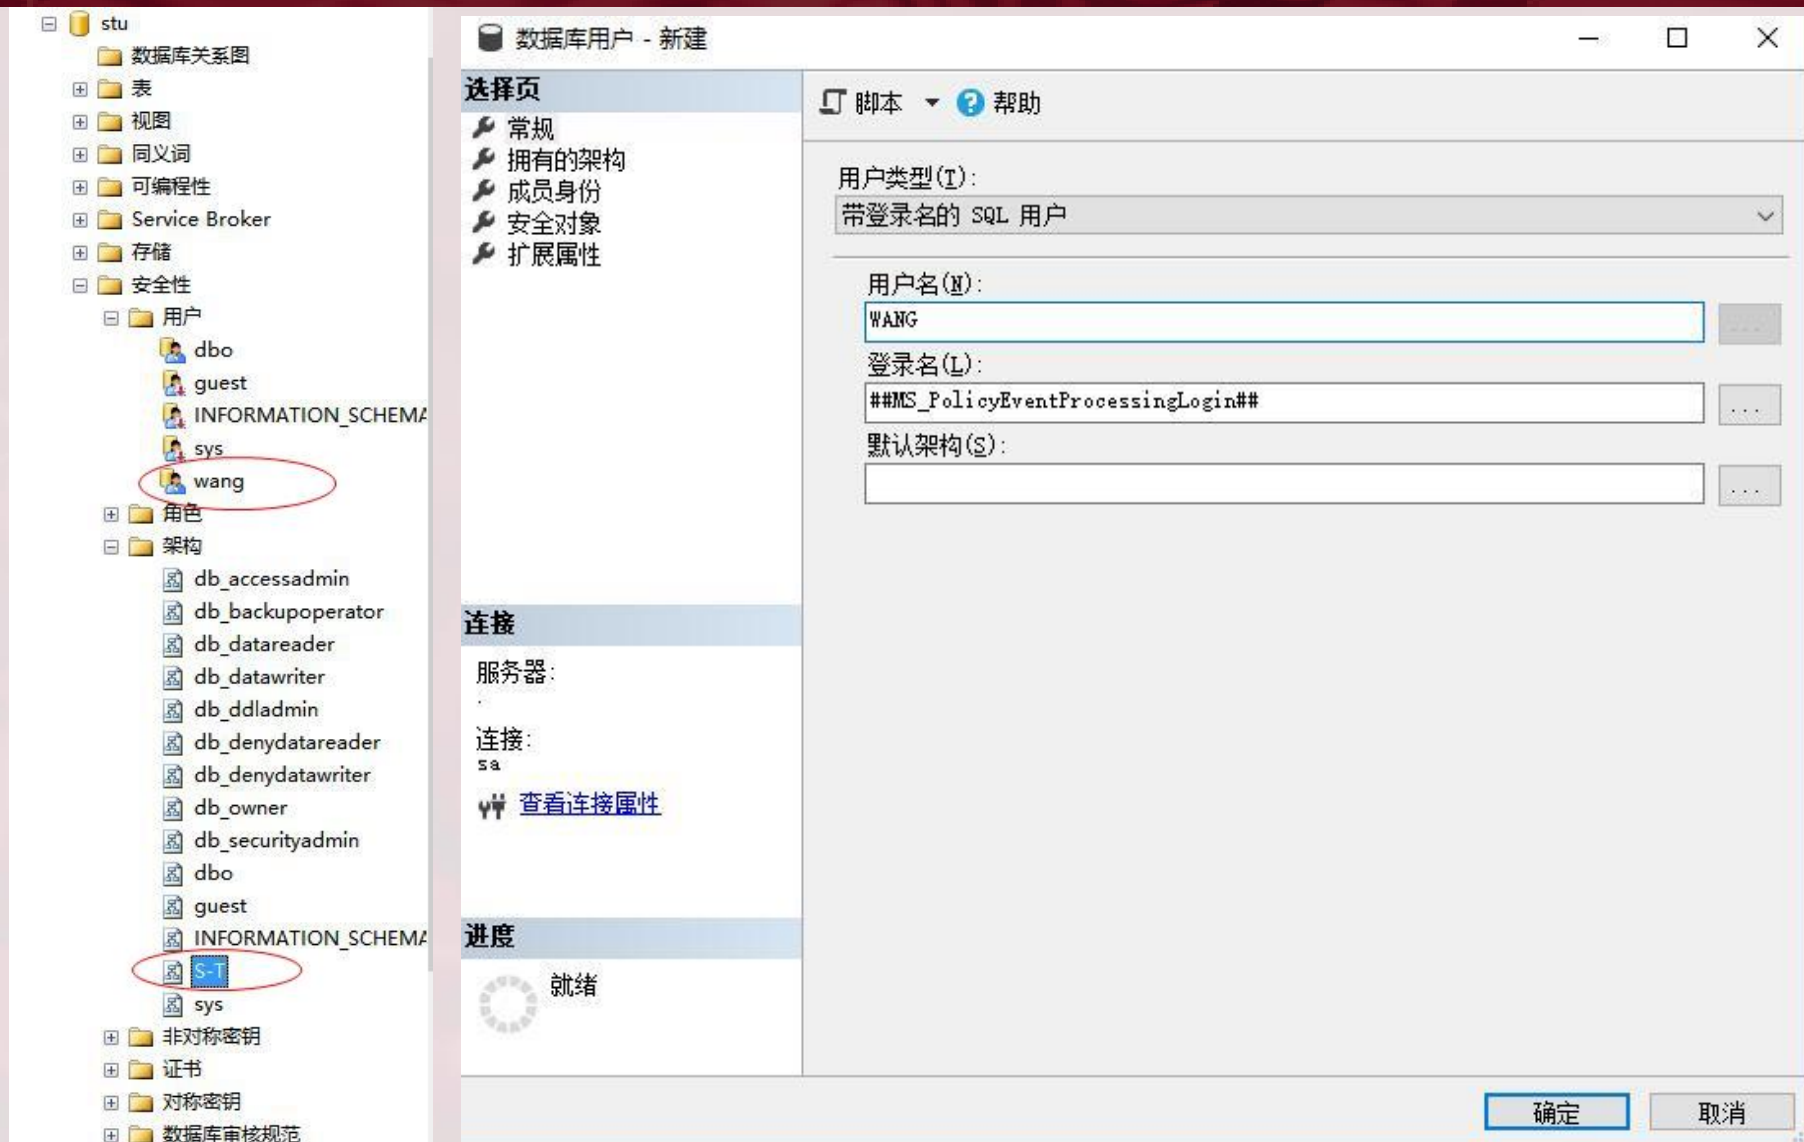 stu
数据库关系图
表
视图
同义词
可编程性
Service Broker
存储
安全性
用户
dbo
guest
INFORMATION_SCHEMA
sys
wang
角色
架构
db_accessadmin
db_backupoperator
db_datareader
db_datawriter
db_ddladmin
db_denydatareader
db_denydatawriter
db_owner
db_securityadmin
dbo
guest
INFORMATION_SCHEMA
S-T
sys
非对称密钥
证书
对称密钥
数据库审核规范
数据库用户 - 新建
选择页
常规
拥有的架构
成员身份
安全对象
扩展属性
连接
服务器:
.
连接:
sa
查看连接属性
进度
就绪
脚本 帮助
用户类型(T):
带登录名的 SQL 用户
用户名(N):
WANG
...
登录名(L):
##MS_PolicyEventProcessingLogin##
...
默认架构(S):
...
确定 取消